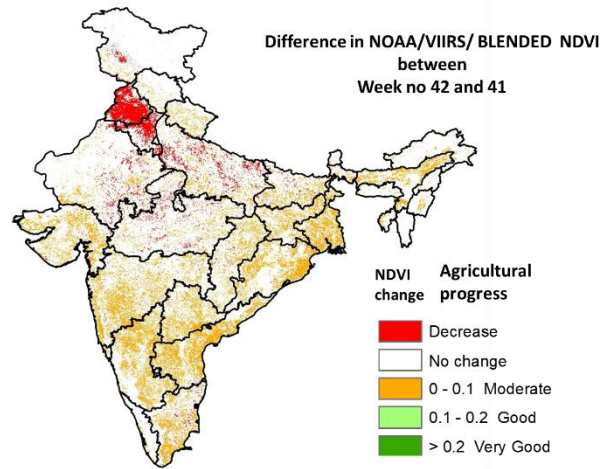 Difference in NOAA/VIIRS/ BLENDED NDVI
between
Week no 42 and 41
NDVI
change
Agricultural
progress
Decrease
No change
0 - 0.1 Moderate
0.1 - 0.2 Good
> 0.2 Very Good